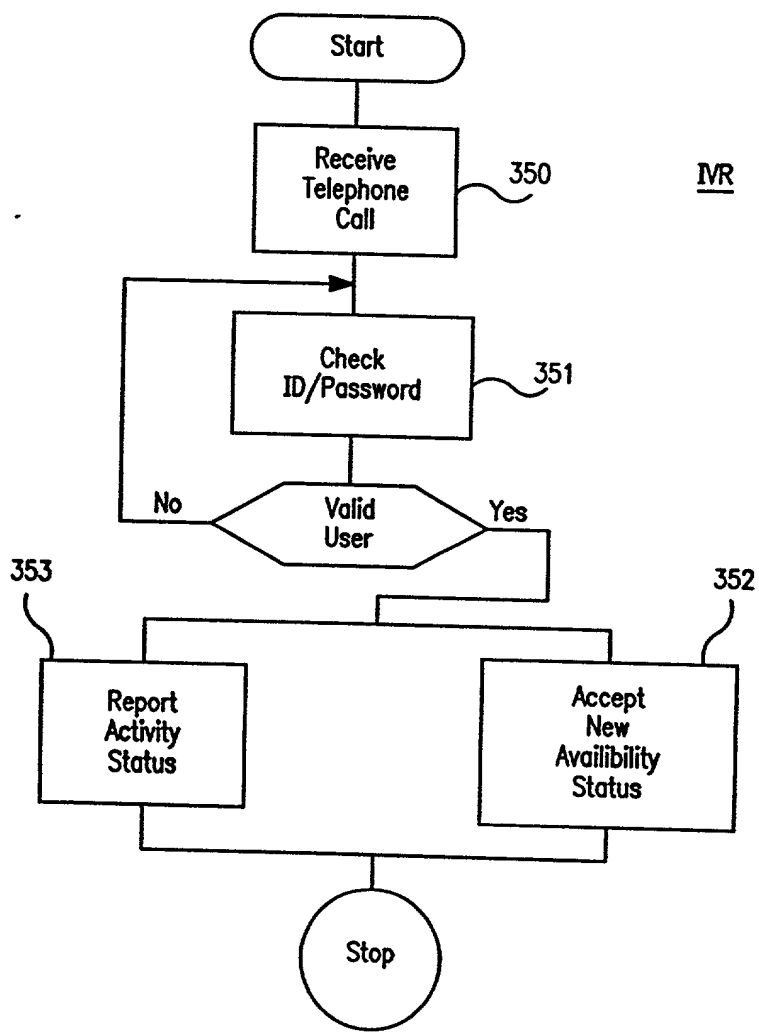 Start
Receive
Telephone
Call
350
IVR
Check
ID/Password
351
Valid
User
No
Yes
353
352
Report
Activity
Status
Accept
New
Availibility
Status
Stop